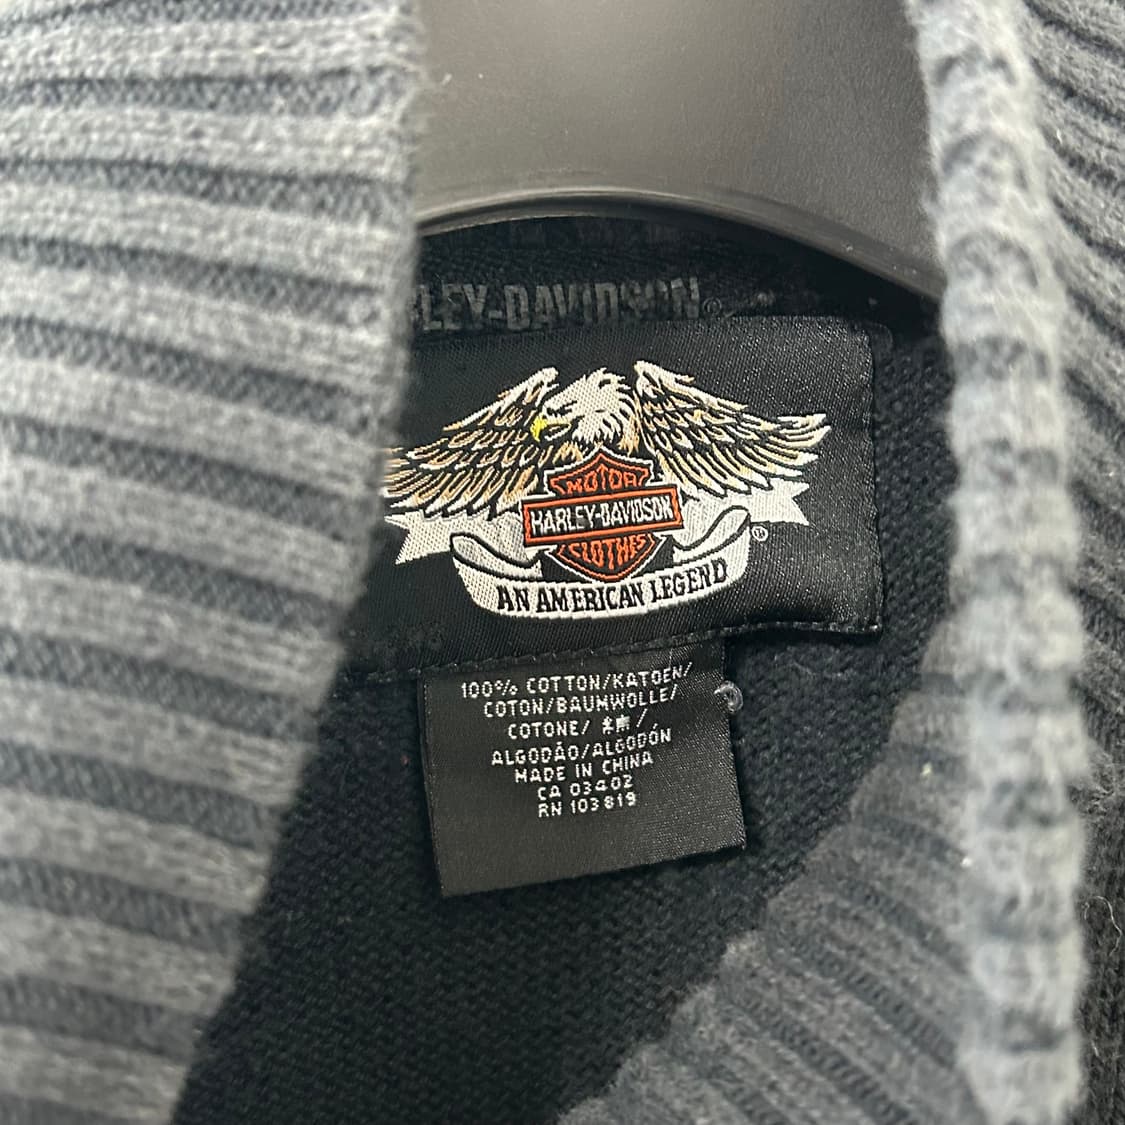 LEY-DAVIDSON®
MOTOR
HARLEY-DAVIDSON
CLOTHES
®
AN AMERICAN LEGEND
100% COTTON/KATOEN/
COTON/BAUMWOLLE/
COTONE/ 木棉/
ALGODÃO/ALGODÓN
MADE IN CHINA
CA 03402
RN 103819